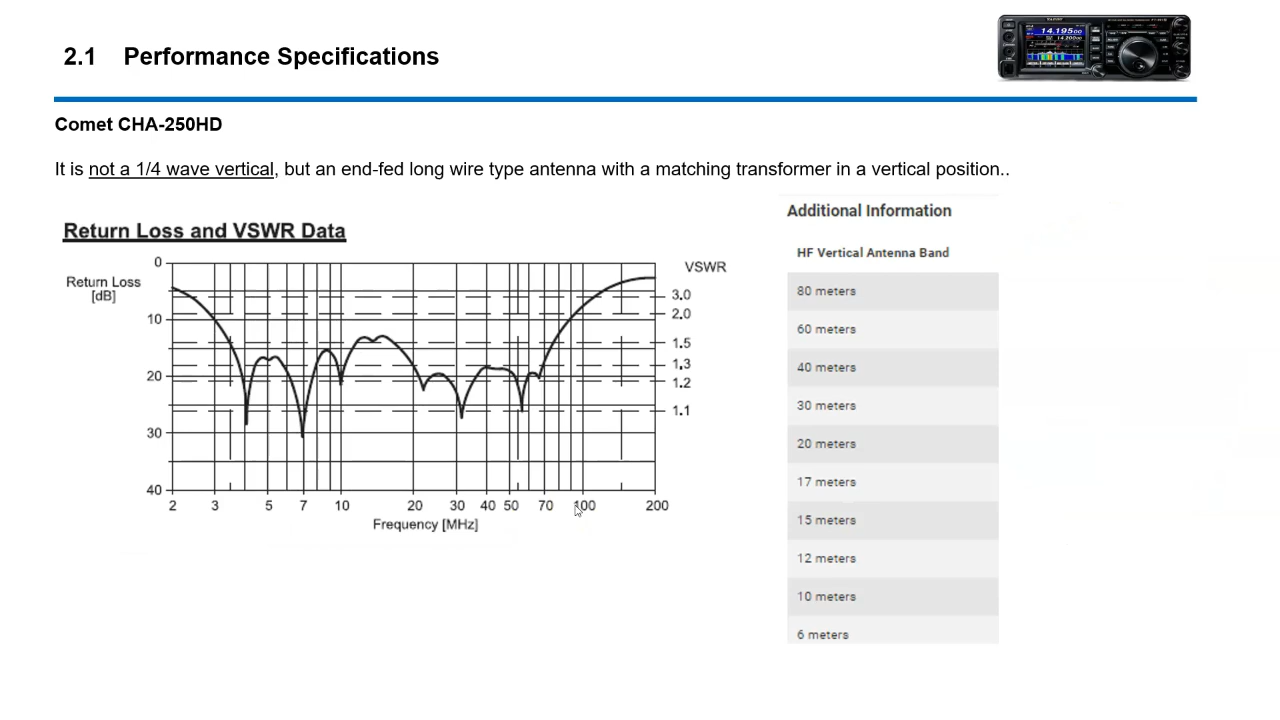 2.1 Performance Specifications
14.195.00
Comet CHA-250HD
It is not a 1/4 wave vertical, but an end-fed long wire type antenna with a matching transformer in a vertical position..
Return Loss and VSWR Data
Return Loss
[dB]
VSWR
0
10
20
30
40
3.0
2.0
1.5
1.3
1.2
1.1
2 3 5 7 10 20 30 40 50 70 100 200
Frequency [MHz]
Additional Information
HF Vertical Antenna Band
80 meters
60 meters
40 meters
30 meters
20 meters
17 meters
15 meters
12 meters
10 meters
6 meters